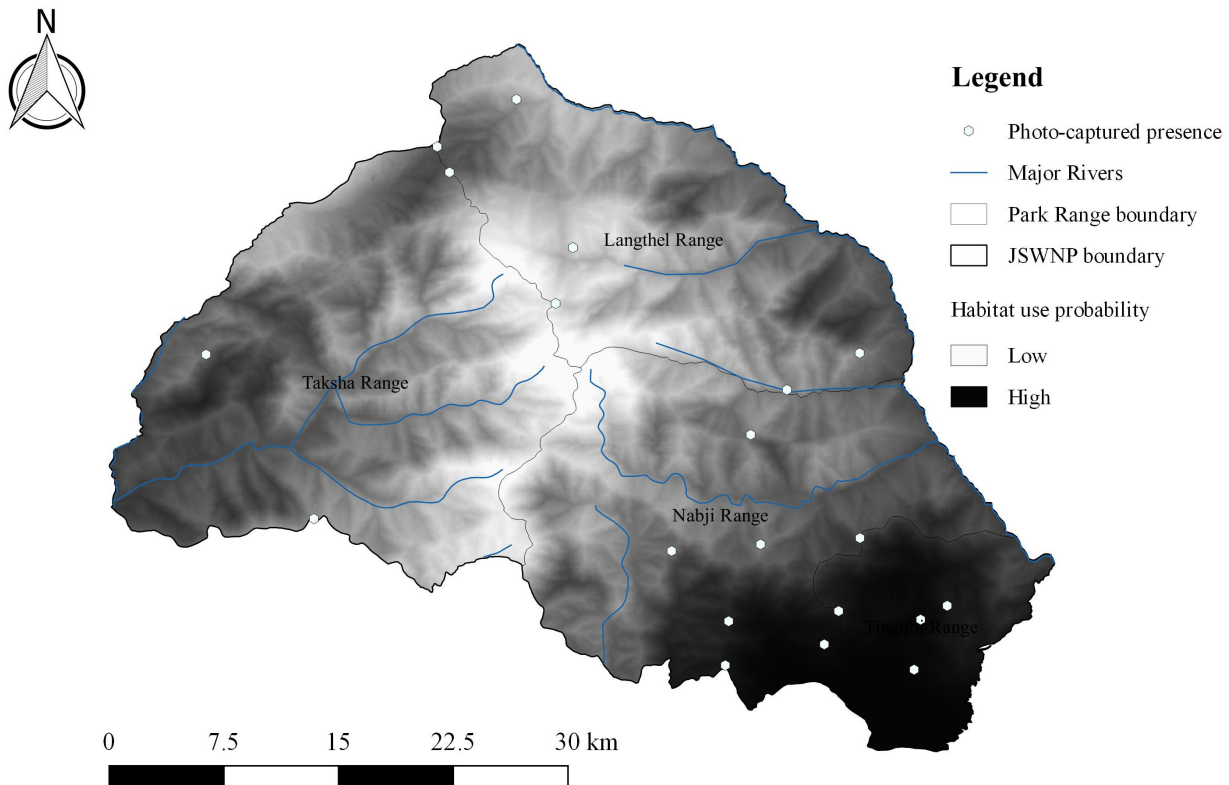 N
Legend
Photo-captured presence
Major Rivers
Park Range boundary
JSWNP boundary
Habitat use probability
Low
High
Langthel Range
Taksha Range
Nabji Range
Range
0 7.5 15 22.5 30 km